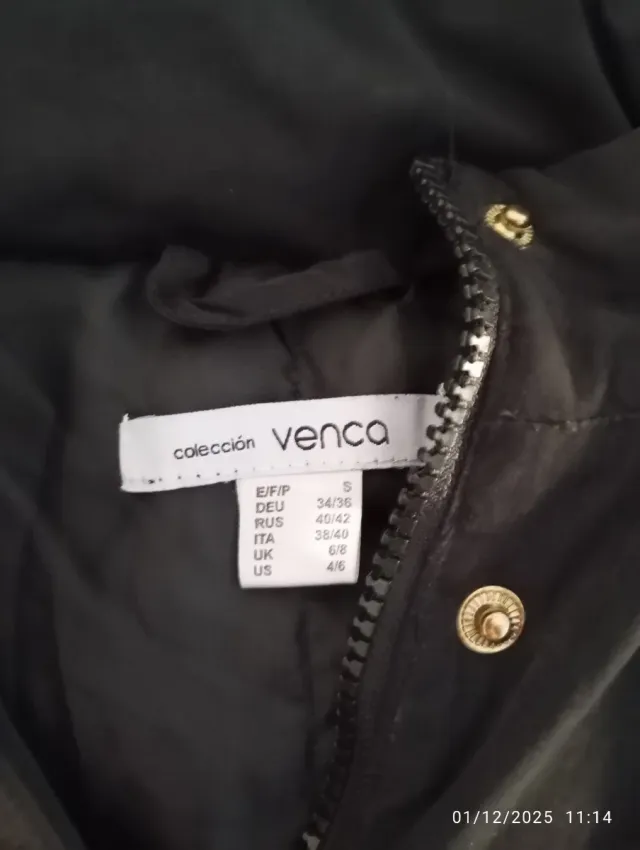 colección venca
E/F/P S
DEU 34/36
RUS 40/42
ITA 38/40
UK 6/8
US 4/6
01/12/2025 11:14